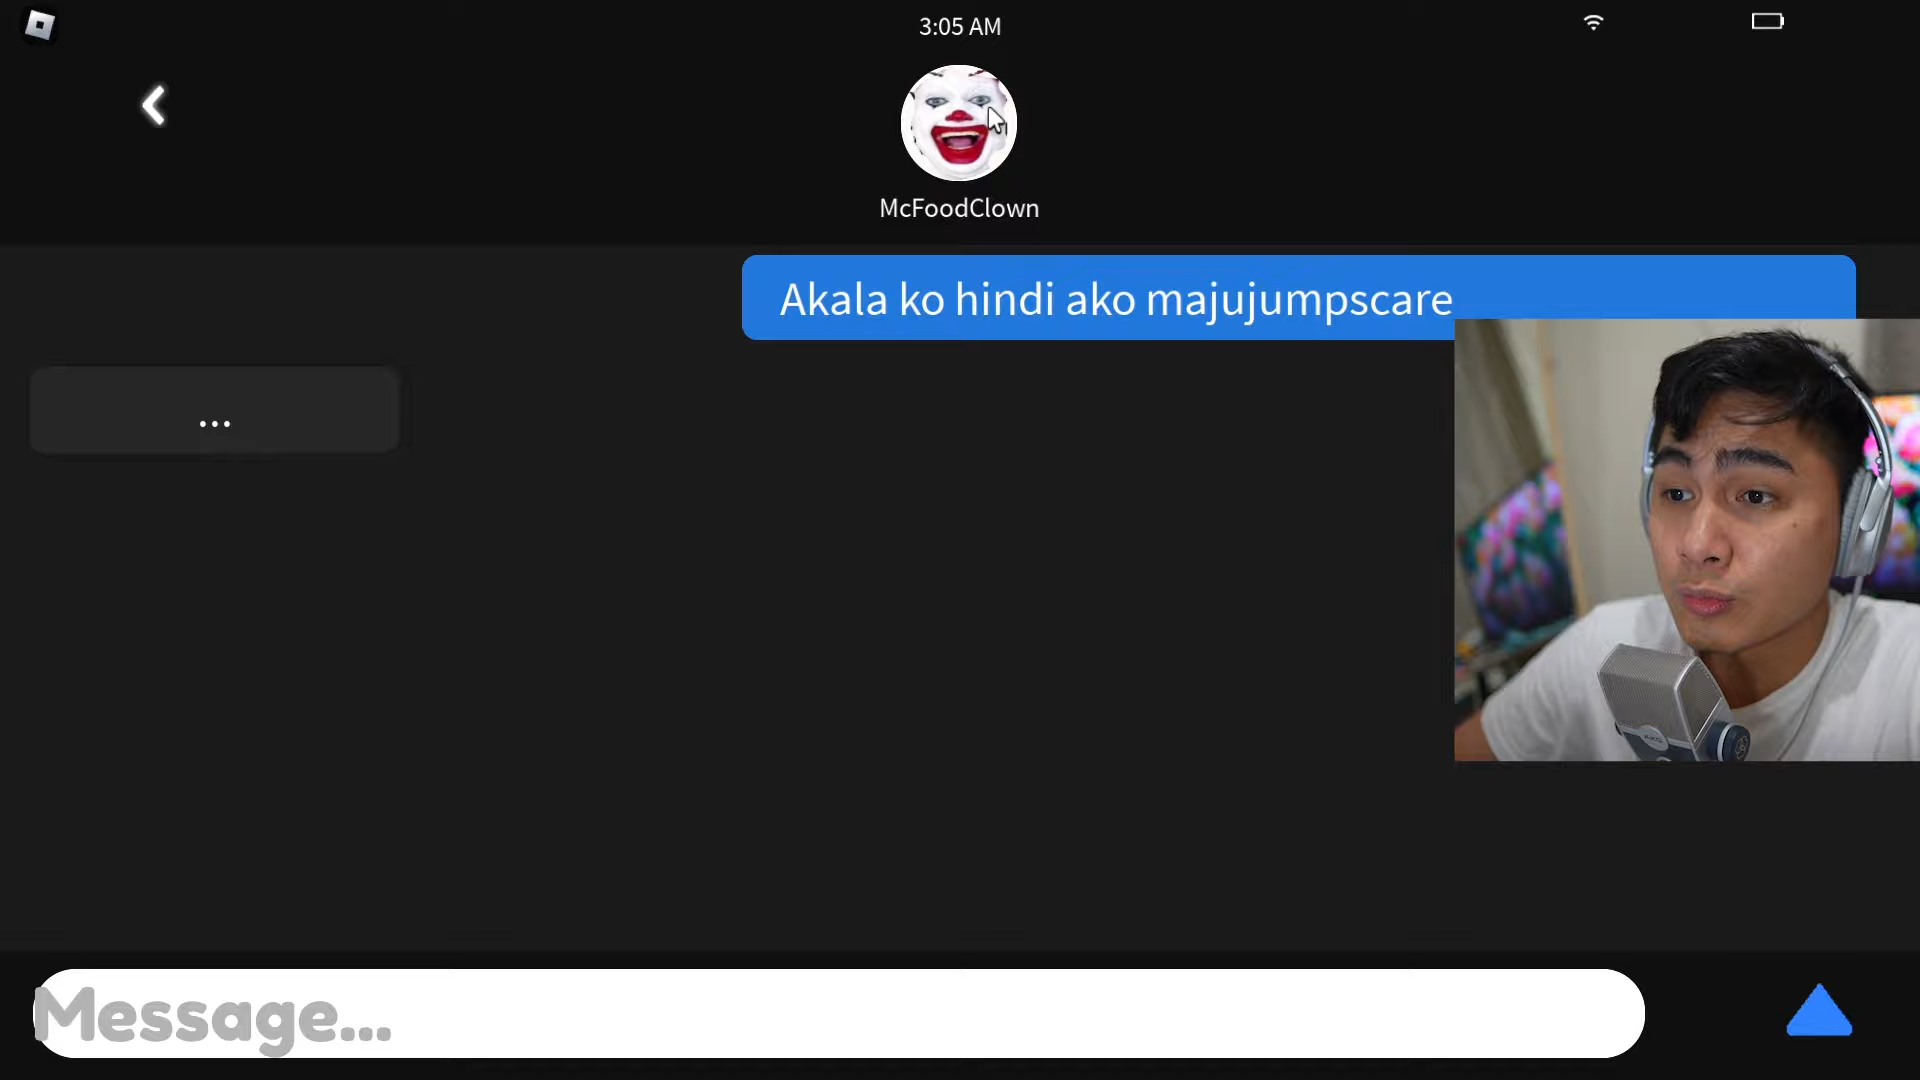 3:05 AM
McFoodClown
Akala ko hindi ako majujumpscare
...
Message...